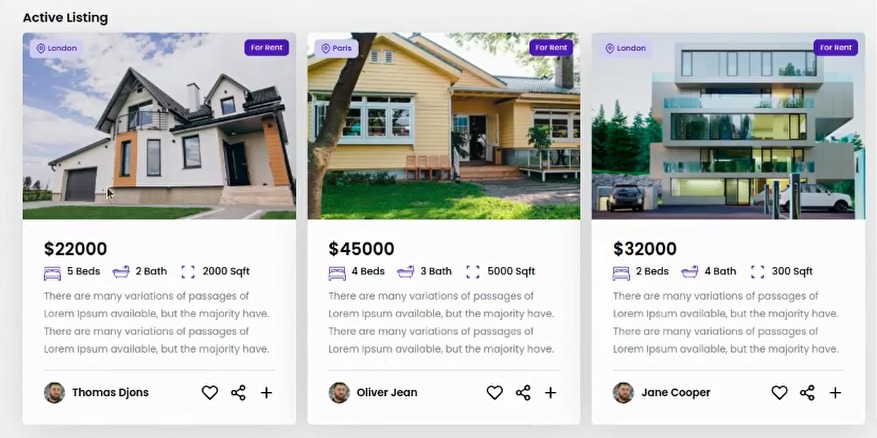 Active Listing
London
For Rent
$22000
5 Beds 2 Bath 2000 Sqft
There are many variations of passages of
Lorem Ipsum available, but the majority have.
There are many variations of passages of
Lorem Ipsum available, but the majority have.
Thomas Djons
Paris
For Rent
$45000
4 Beds 3 Bath 5000 Sqft
There are many variations of passages of
Lorem Ipsum available, but the majority have.
There are many variations of passages of
Lorem Ipsum available, but the majority have.
Oliver Jean
London
For Rent
$32000
2 Beds 4 Bath 300 Sqft
There are many variations of passages of
Lorem Ipsum available, but the majority have.
There are many variations of passages of
Lorem Ipsum available, but the majority have.
Jane Cooper